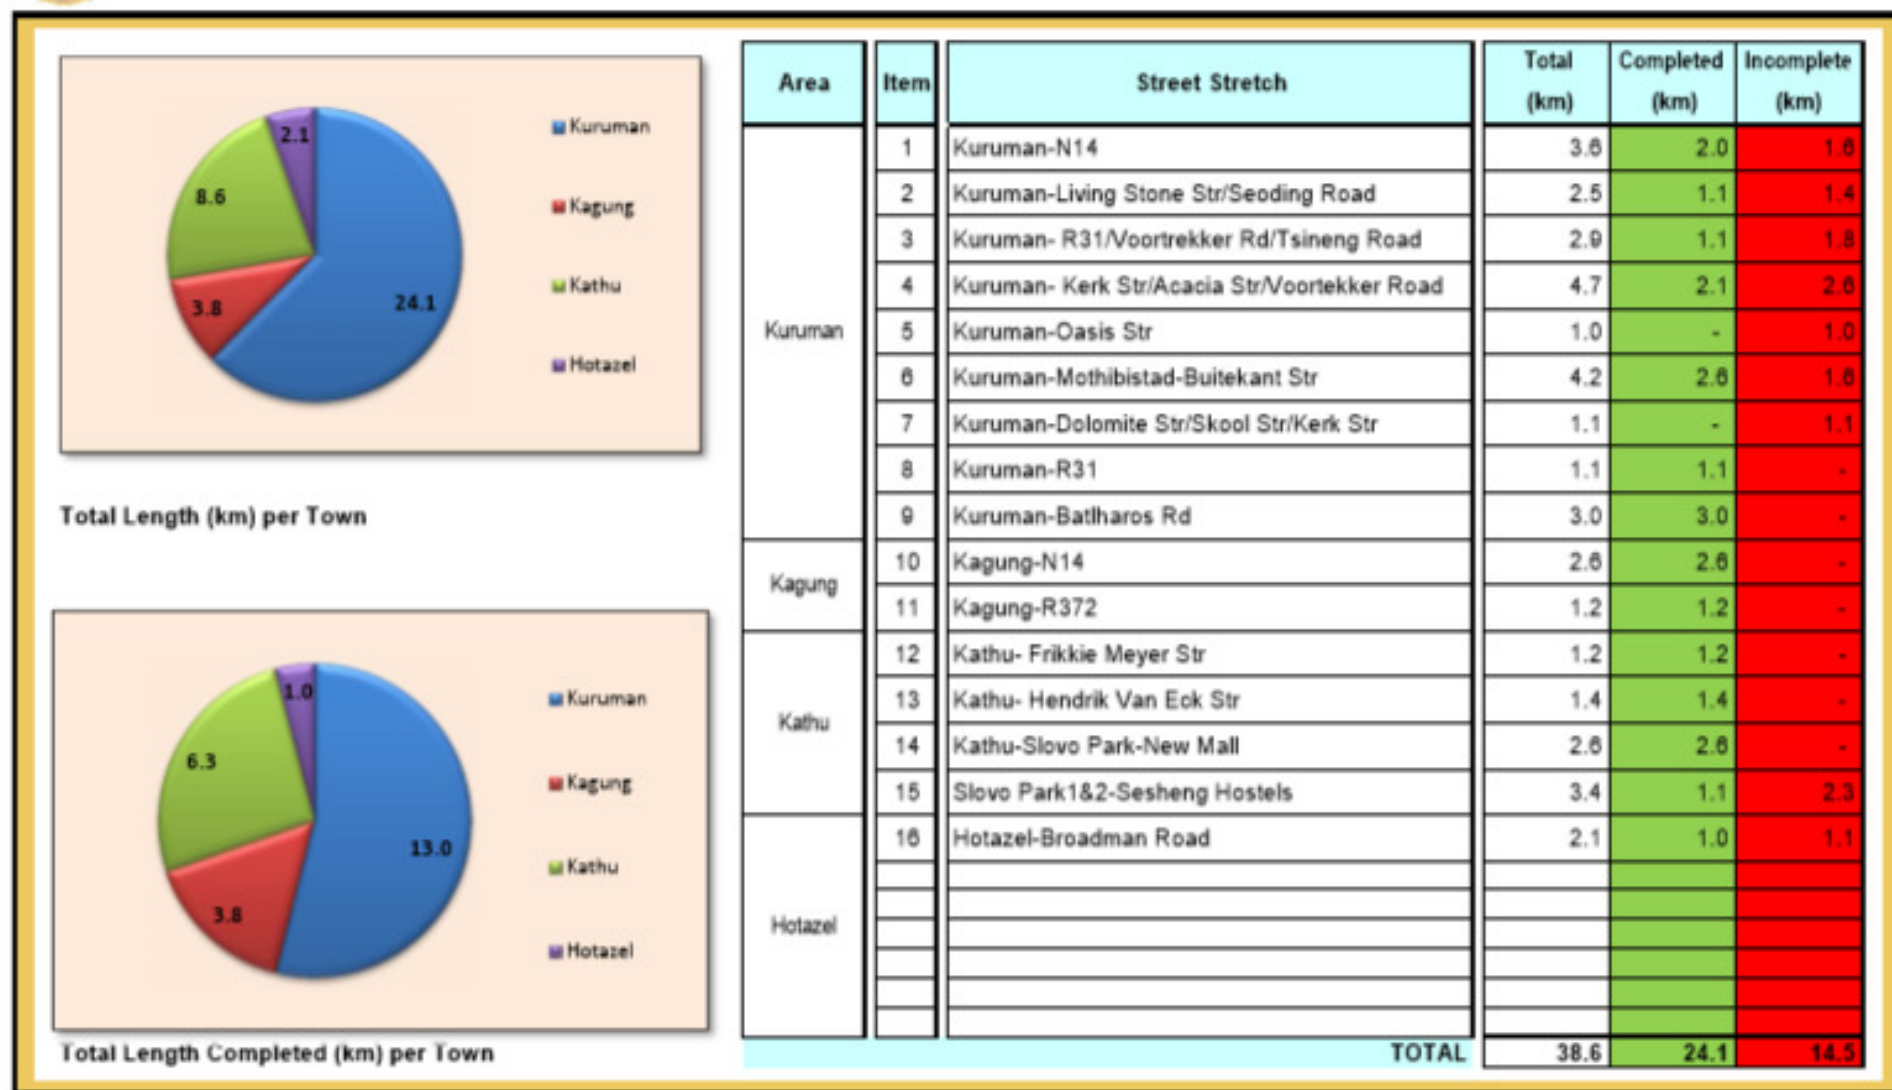 2.1
8.6
3.8
24.1
Kuruman
Kagung
Kathu
Hotazel
Total Length (km) per Town
1.0
6.3
3.8
13.0
Kuruman
Kagung
Kathu
Hotazel
Total Length Completed (km) per Town
Area Item Street Stretch Total (km) Completed (km) Incomplete (km)
Kuruman
1 Kuruman-N14 3.6 2.0 1.6
2 Kuruman-Living Stone Str/Seoding Road 2.5 1.1 1.4
3 Kuruman- R31/Voortrekker Rd/Tsineng Road 2.9 1.1 1.8
4 Kuruman- Kerk Str/Acacia Str/Voortekker Road 4.7 2.1 2.6
5 Kuruman-Oasis Str 1.0 - 1.0
6 Kuruman-Mothibistad-Buitekant Str 4.2 2.6 1.6
7 Kuruman-Dolomite Str/Skool Str/Kerk Str 1.1 - 1.1
8 Kuruman-R31 1.1 1.1 -
9 Kuruman-Batlharos Rd 3.0 3.0 -
Kagung
10 Kagung-N14 2.6 2.6 -
11 Kagung-R372 1.2 1.2 -
Kathu
12 Kathu- Frikkie Meyer Str 1.2 1.2 -
13 Kathu- Hendrik Van Eck Str 1.4 1.4 -
14 Kathu-Slovo Park-New Mall 2.6 2.6 -
15 Slovo Park1&2-Sesheng Hostels 3.4 1.1 2.3
Hotazel
16 Hotazel-Broadman Road 2.1 1.0 1.1
TOTAL 38.6 24.1 14.5